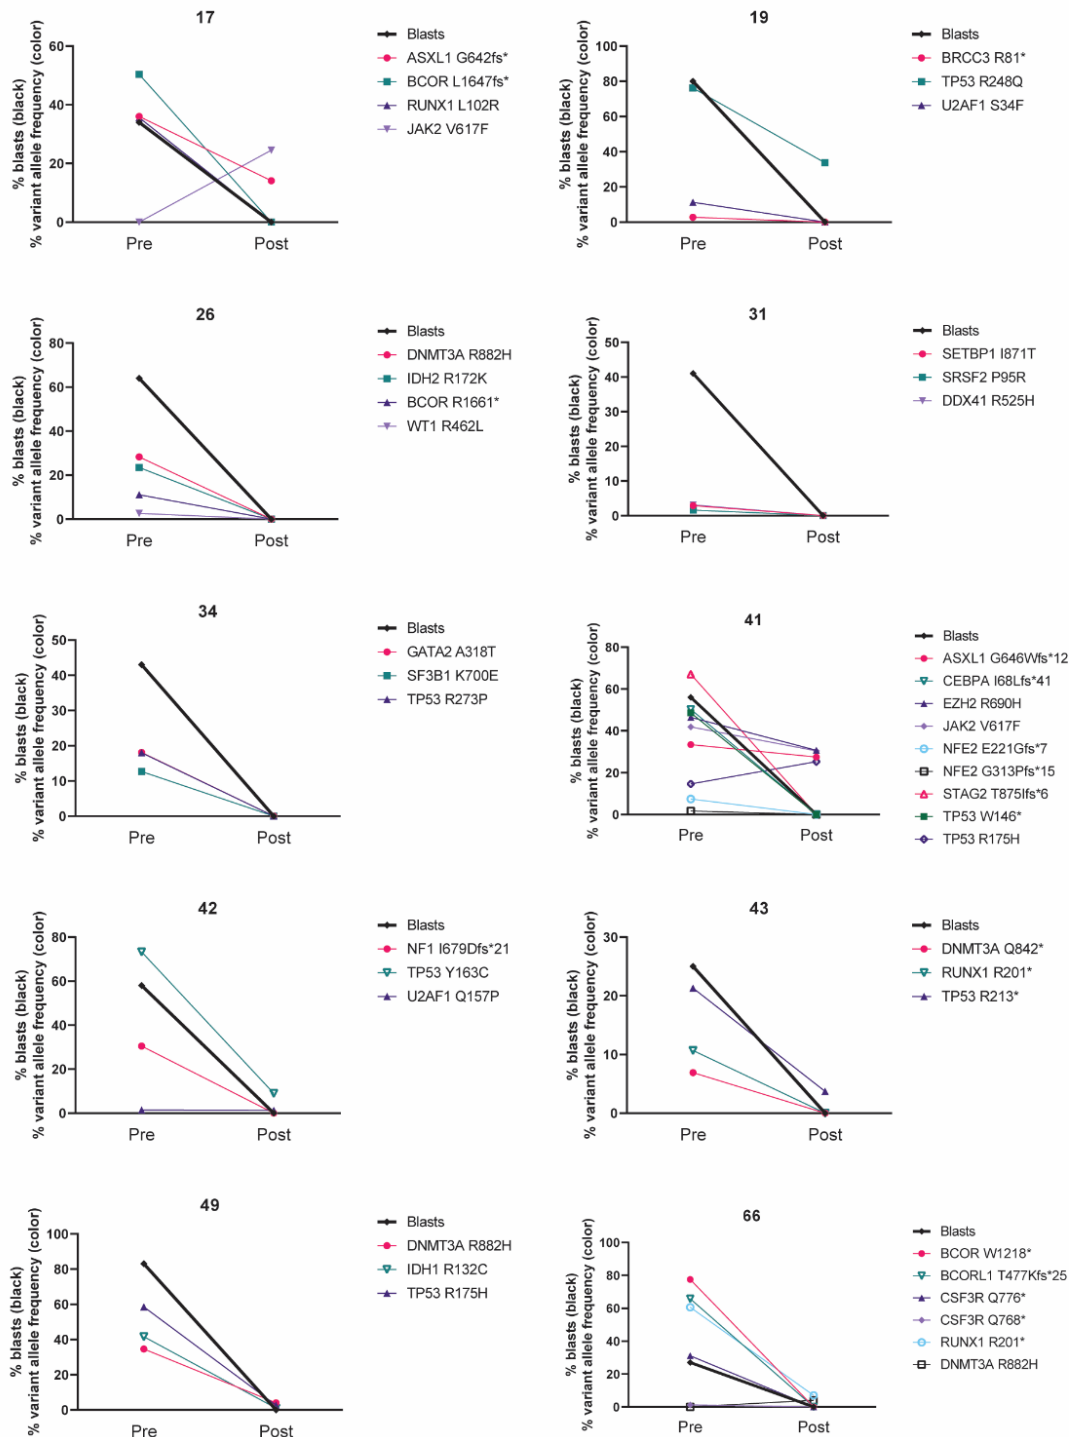 17
% blasts (black)
% variant allele frequency (color)
60
40
20
0
Pre
Post
Blasts
ASXL1 G642fs*
BCOR L1647fs*
RUNX1 L102R
JAK2 V617F
19
% blasts (black)
% variant allele frequency (color)
100
80
60
40
20
0
Pre
Post
Blasts
BRCC3 R81*
TP53 R248Q
U2AF1 S34F
26
% blasts (black)
% variant allele frequency (color)
80
60
40
20
0
Pre
Post
Blasts
DNMT3A R882H
IDH2 R172K
BCOR R1661*
WT1 R462L
31
% blasts (black)
% variant allele frequency (color)
50
40
30
20
10
0
Pre
Post
Blasts
SETBP1 I871T
SRSF2 P95R
DDX41 R525H
34
% blasts (black)
% variant allele frequency (color)
50
40
30
20
10
0
Pre
Post
Blasts
GATA2 A318T
SF3B1 K700E
TP53 R273P
41
% blasts (black)
% variant allele frequency (color)
80
60
40
20
0
Pre
Post
Blasts
ASXL1 G646Wfs*12
CEBPA I68Lfs*41
EZH2 R690H
JAK2 V617F
NFE2 E221Gfs*7
NFE2 G313Pfs*15
STAG2 T875Ifs*6
TP53 W146*
TP53 R175H
42
% blasts (black)
% variant allele frequency (color)
80
60
40
20
0
Pre
Post
Blasts
NF1 I679Dfs*21
TP53 Y163C
U2AF1 Q157P
43
% blasts (black)
% variant allele frequency (color)
30
20
10
0
Pre
Post
Blasts
DNMT3A Q842*
RUNX1 R201*
TP53 R213*
49
% blasts (black)
% variant allele frequency (color)
100
80
60
40
20
0
Pre
Post
Blasts
DNMT3A R882H
IDH1 R132C
TP53 R175H
66
% blasts (black)
% variant allele frequency (color)
100
80
60
40
20
0
Pre
Post
Blasts
BCOR W1218*
BCORL1 T477Kfs*25
CSF3R Q776*
CSF3R Q768*
RUNX1 R201*
DNMT3A R882H